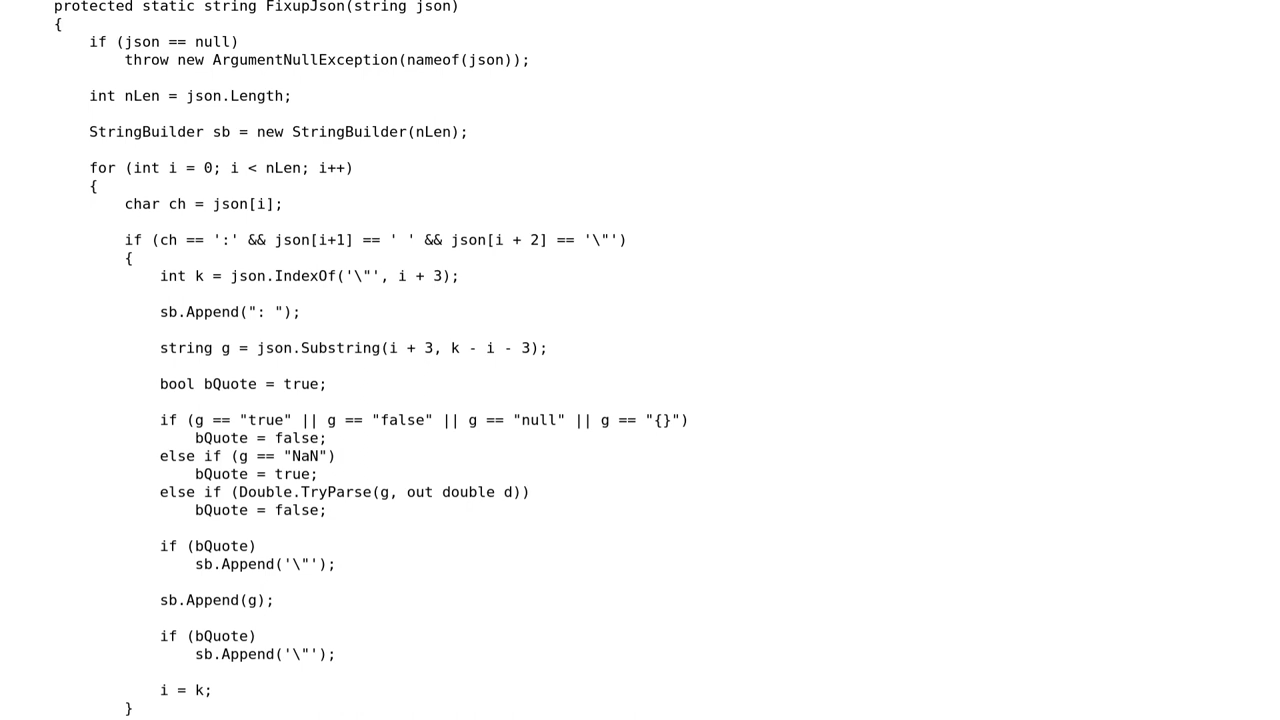 protected static string FixupJson(string json)
{
    if (json == null)
        throw new ArgumentNullException(nameof(json));

    int nLen = json.Length;

    StringBuilder sb = new StringBuilder(nLen);

    for (int i = 0; i < nLen; i++)
    {
        char ch = json[i];

        if (ch == ':' && json[i+1] == ' ' && json[i + 2] == '\"')
        {
            int k = json.IndexOf('\"', i + 3);

            sb.Append(": ");

            string g = json.Substring(i + 3, k - i - 3);

            bool bQuote = true;

            if (g == "true" || g == "false" || g == "null" || g == "{}")
                bQuote = false;
            else if (g == "NaN")
                bQuote = true;
            else if (Double.TryParse(g, out double d))
                bQuote = false;

            if (bQuote)
                sb.Append('\"');

            sb.Append(g);

            if (bQuote)
                sb.Append('\"');

            i = k;
        }